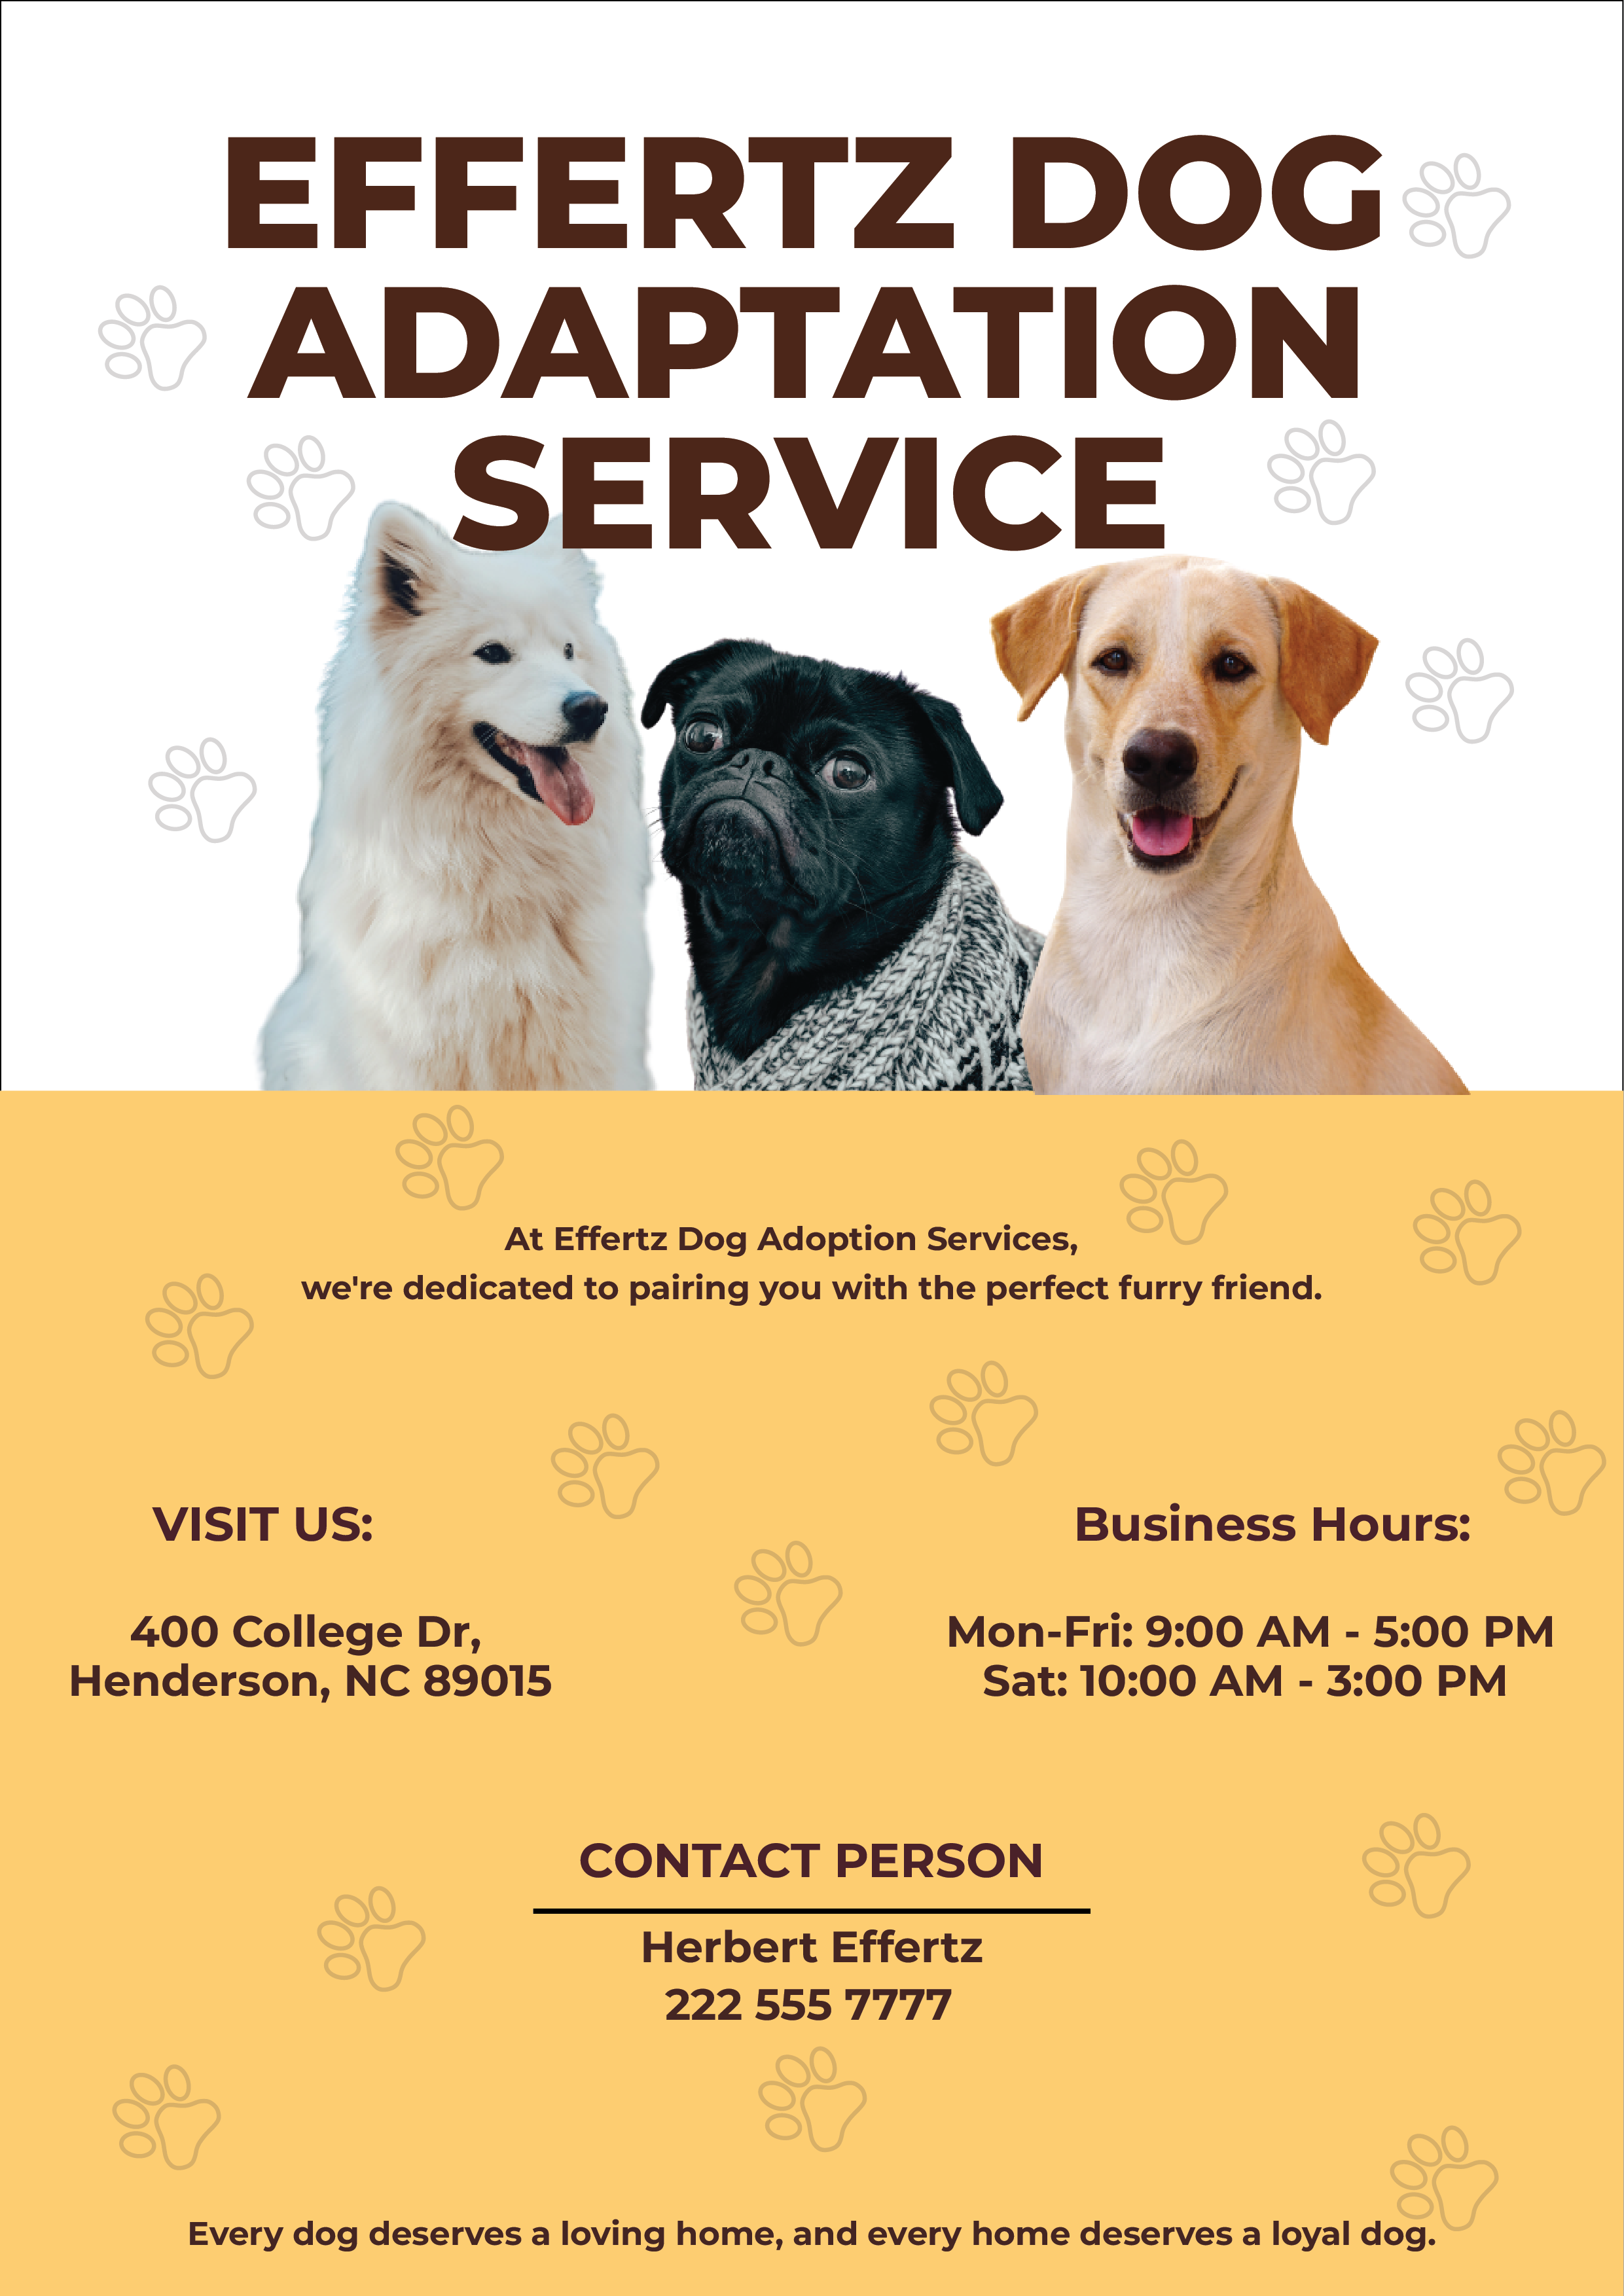 EFFERTZ DOG
ADAPTATION
SERVICE
At Effertz Dog Adoption Services,
we're dedicated to pairing you with the perfect furry friend.
VISIT US:
400 College Dr,
Henderson, NC 89015
Business Hours:
Mon-Fri: 9:00 AM - 5:00 PM
Sat: 10:00 AM - 3:00 PM
CONTACT PERSON
Herbert Effertz
222 555 7777
Every dog deserves a loving home, and every home deserves a loyal dog.